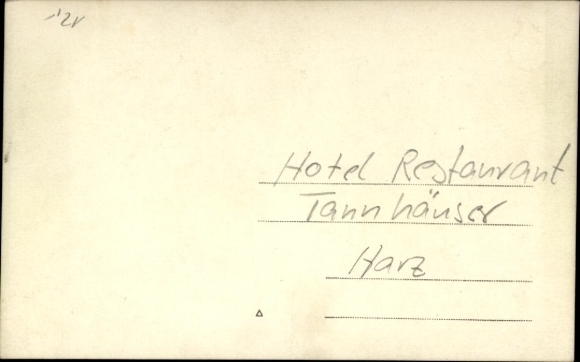 Hotel Restaurant
Tannhäuser
Harz